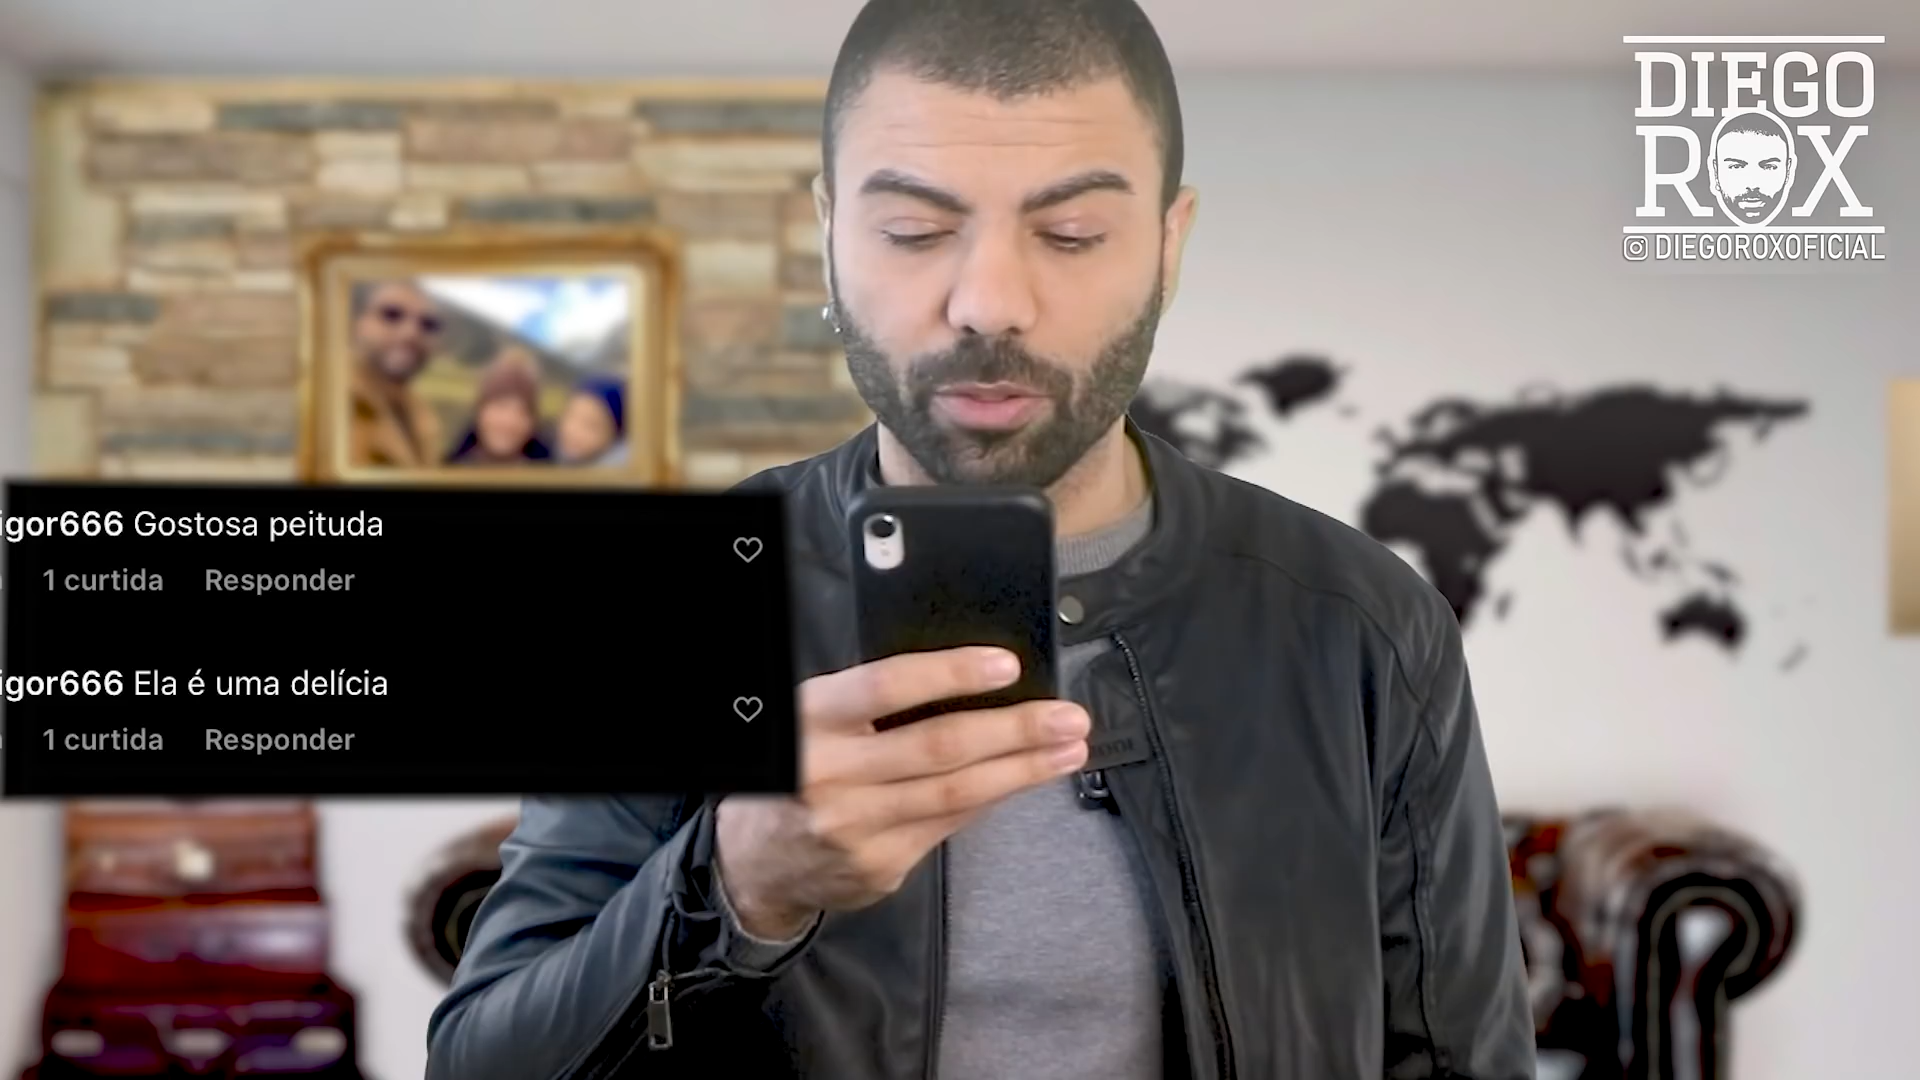 DIEGO
ROX
DIEGOROXOFICIAL
igor666 Gostosa peituda
1 curtida Responder
igor666 Ela é uma delícia
1 curtida Responder